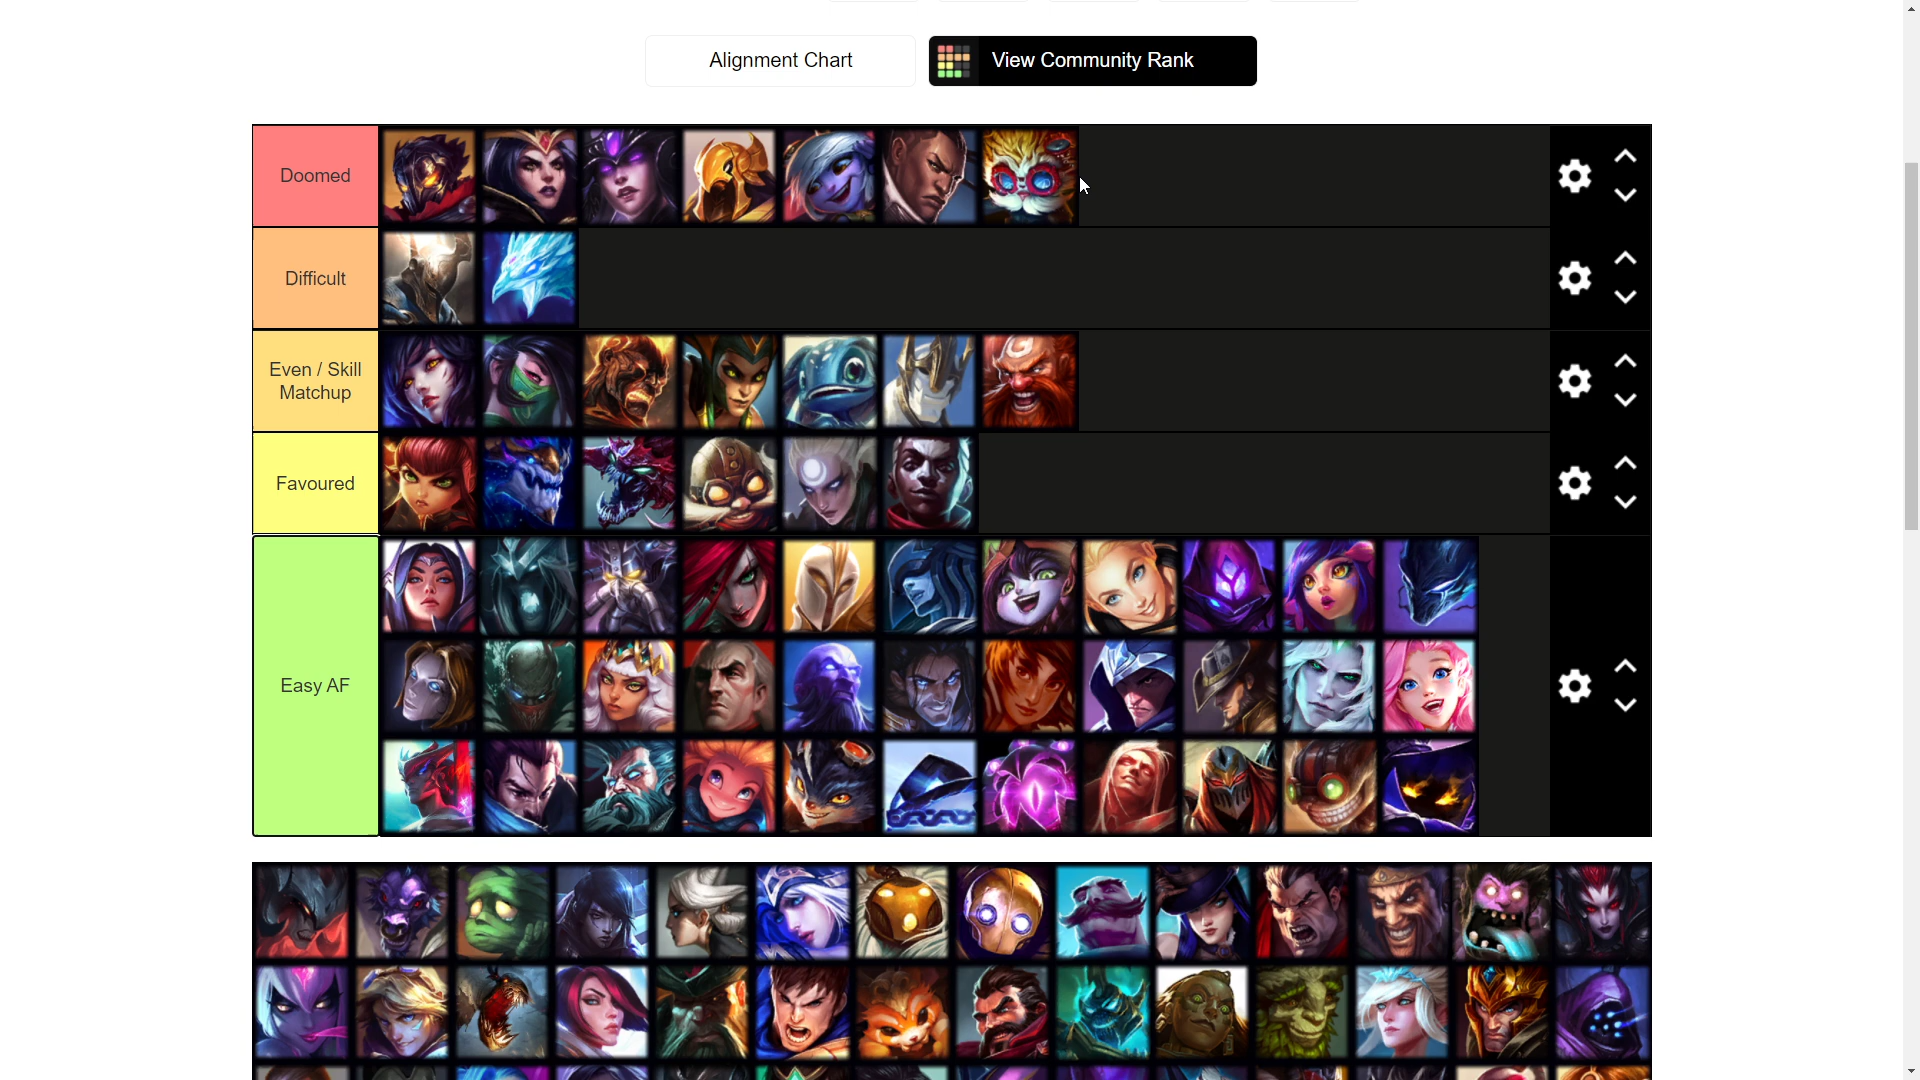 Alignment Chart
View Community Rank
Doomed
Difficult
Even / Skill
Matchup
Favoured
Easy AF